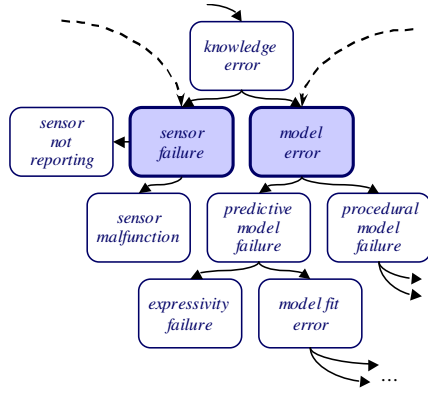 knowledge
error
sensor
not
reporting
sensor
failure
model
error
sensor
malfunction
predictive
model
failure
procedural
model
failure
expressivity
failure
model fit
error
...